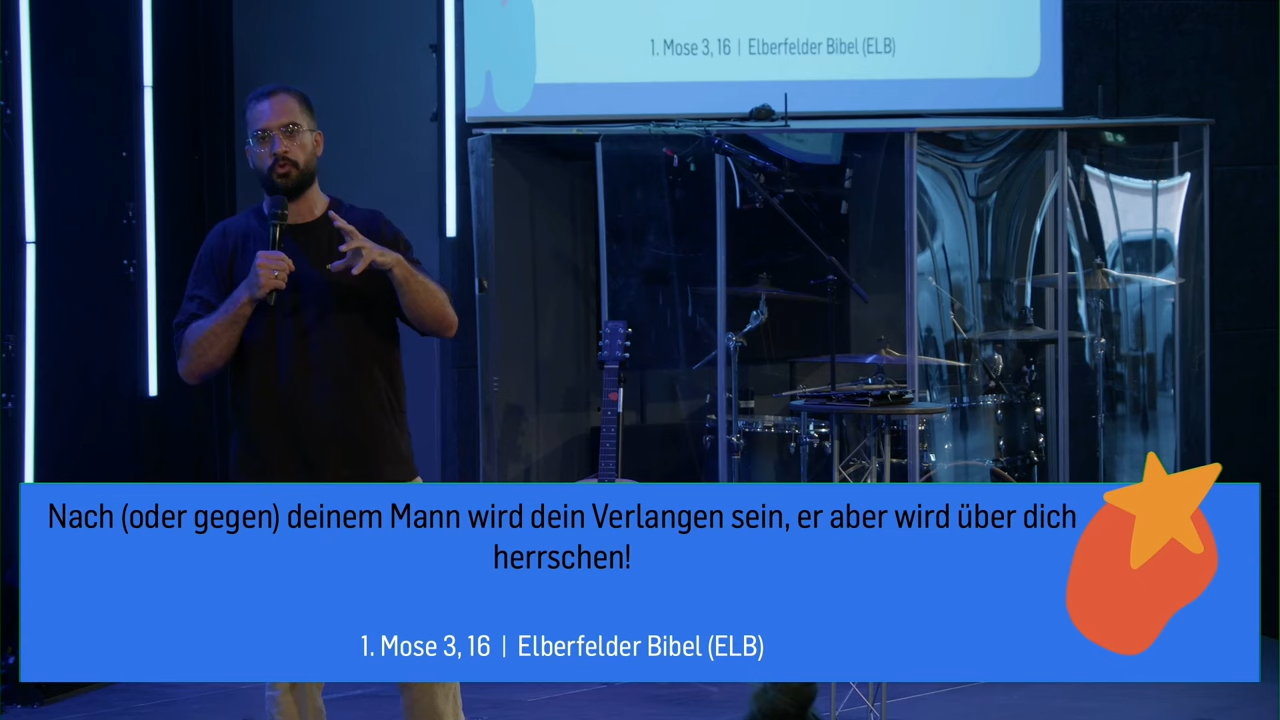 1. Mose 3, 16 | Elberfelder Bibel (ELB)
Nach (oder gegen) deinem Mann wird dein Verlangen sein, er aber wird über dich
herrschen!
1. Mose 3, 16 | Elberfelder Bibel (ELB)